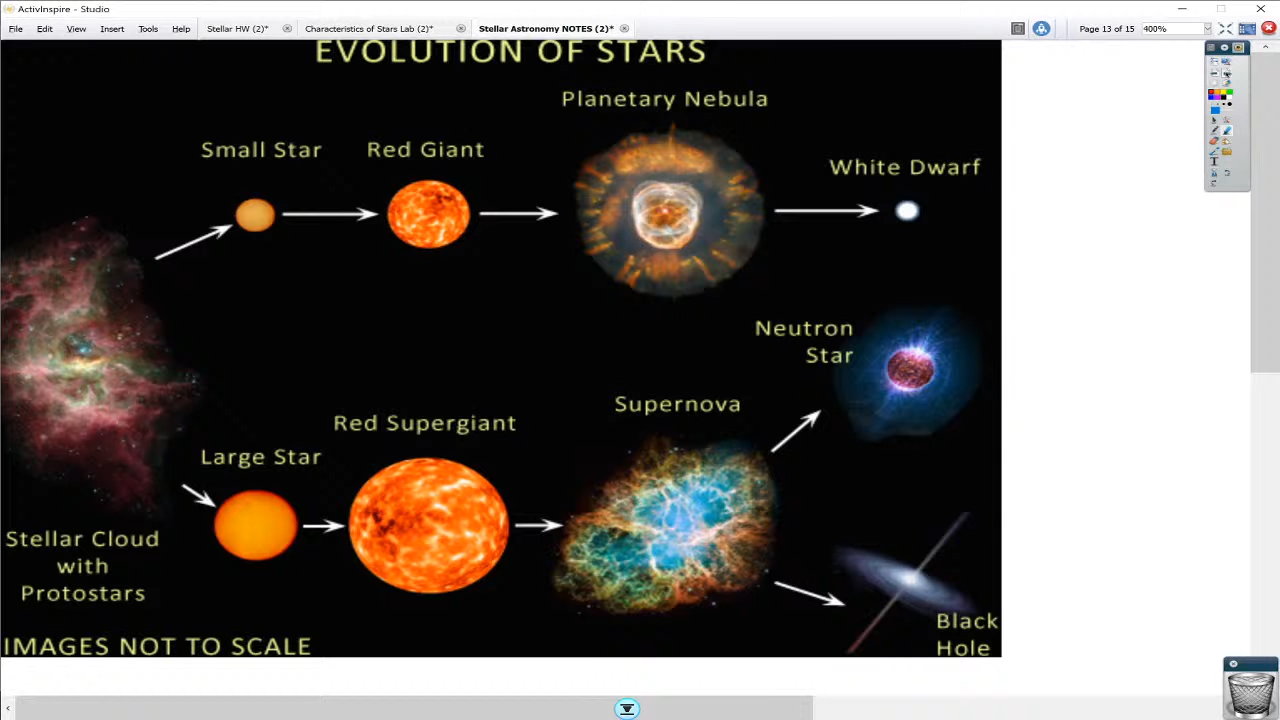 ActivInspire - Studio
File Edit View Insert Tools Help Stellar HW (2)* Characteristics of Stars Lab (2)* Stellar Astronomy NOTES (2)* Page 13 of 15 400%
EVOLUTION OF STARS
Planetary Nebula
Small Star
Red Giant
White Dwarf
Neutron
Star
Supernova
Red Supergiant
Large Star
Stellar Cloud
with
Protostars
Black
Hole
IMAGES NOT TO SCALE